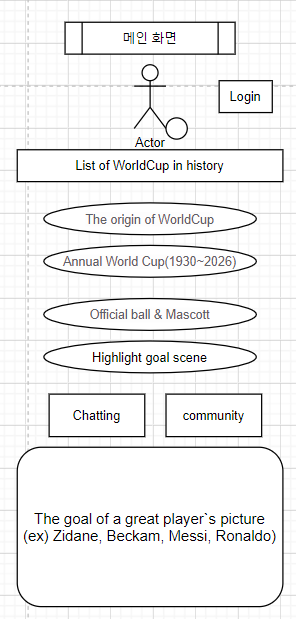 메인 화면
Login
Actor
List of WorldCup in history
The origin of WorldCup
Annual World Cup(1930~2026)
Official ball & Mascott
Highlight goal scene
Chatting
community
The goal of a great player`s picture
(ex) Zidane, Beckam, Messi, Ronaldo)